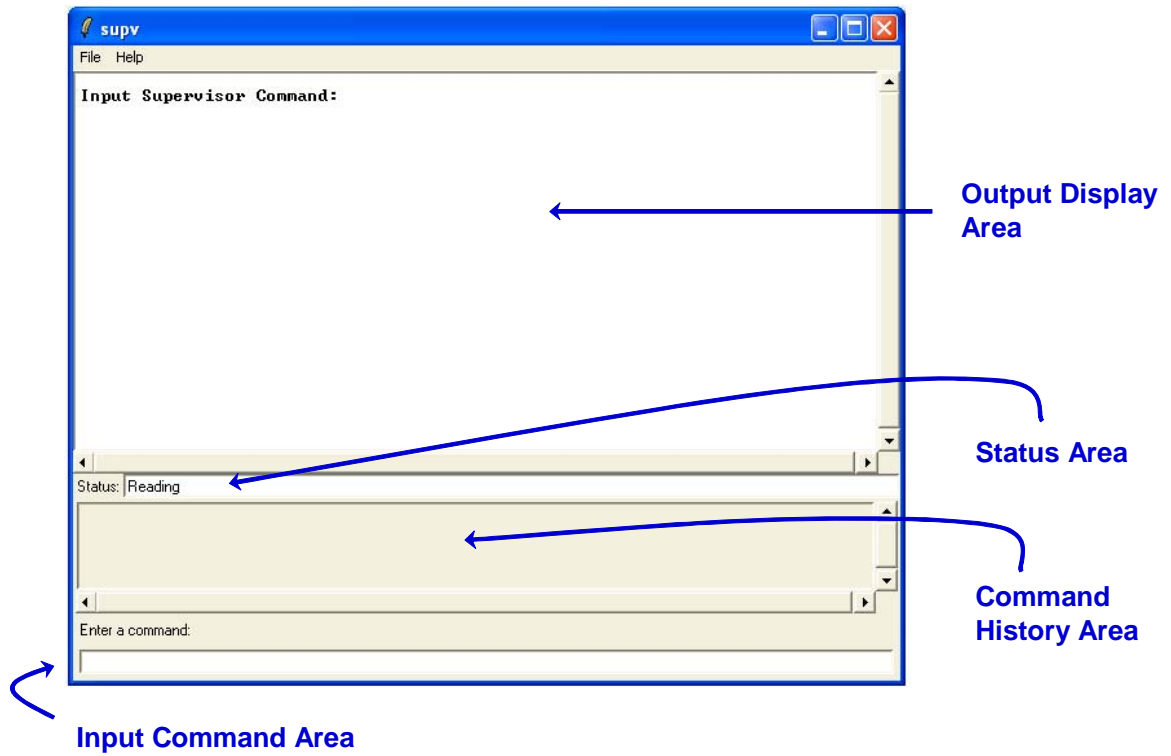 supv
File Help
Input Supervisor Command:
Output Display
Area
Status Area
Status: Reading
Command
History Area
Enter a command:
Input Command Area